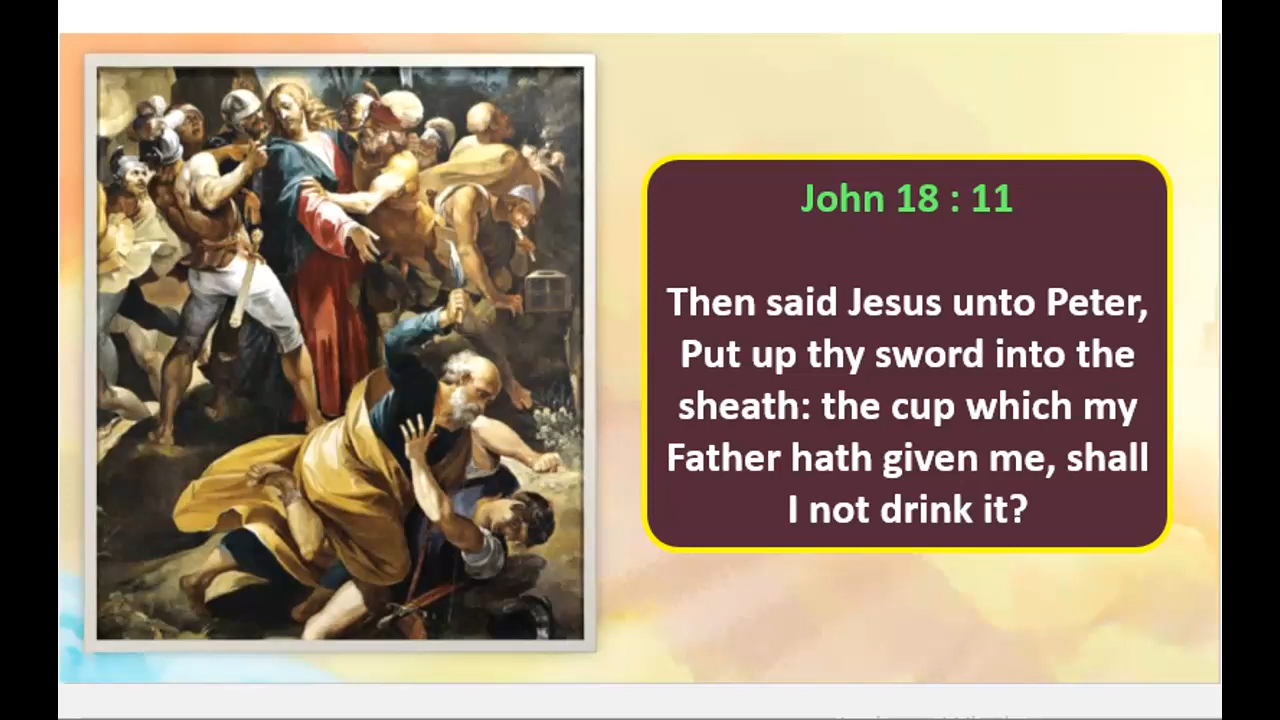 John 18 : 11
Then said Jesus unto Peter,
Put up thy sword into the
sheath: the cup which my
Father hath given me, shall
I not drink it?